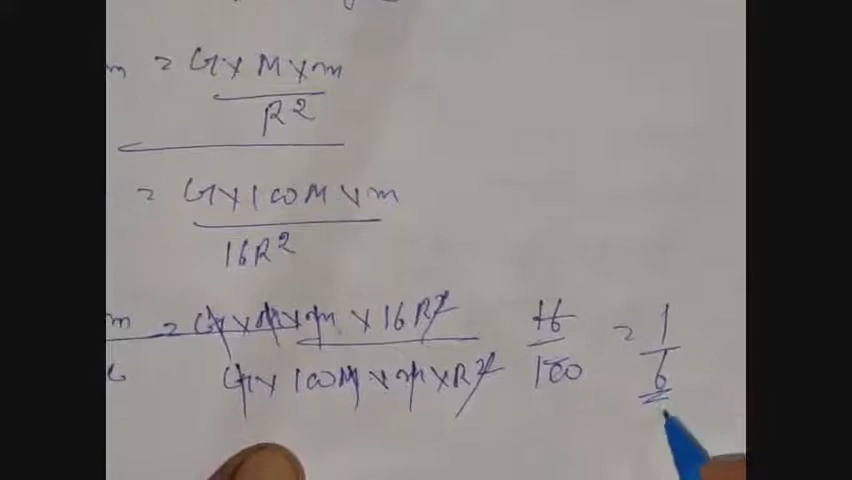 m = G × M × m
R²
= G × 100M × m
16R²
m = G × M × m × 16R² 16 = 1
G × 100M × m × R² 100 6